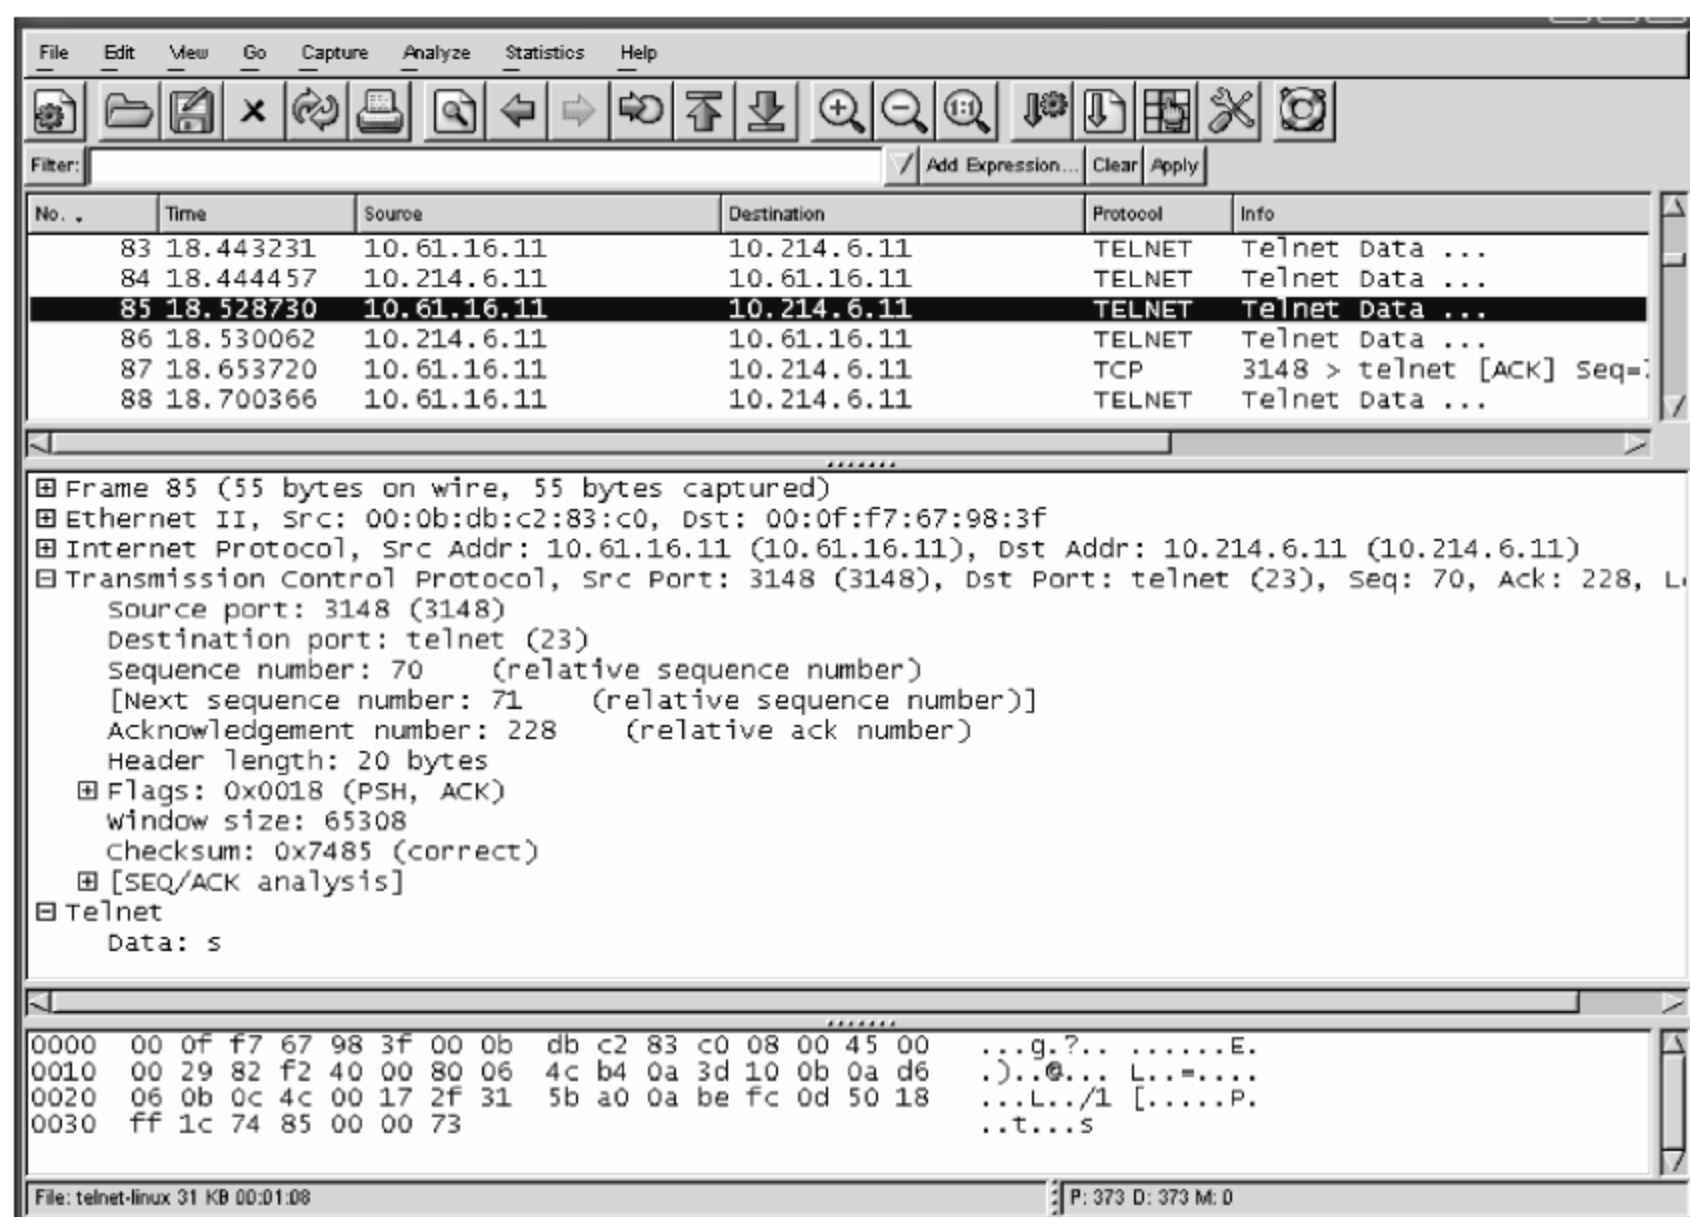 File Edit View Go Capture Analyze Statistics Help
Filter: Add Expression... Clear Apply
No. . Time Source Destination Protocol Info
83 18.443231 10.61.16.11 10.214.6.11 TELNET Telnet Data ...
84 18.444457 10.214.6.11 10.61.16.11 TELNET Telnet Data ...
85 18.528730 10.61.16.11 10.214.6.11 TELNET Telnet Data ...
86 18.530062 10.214.6.11 10.61.16.11 TELNET Telnet Data ...
87 18.653720 10.61.16.11 10.214.6.11 TCP 3148 > telnet [ACK] Seq=
88 18.700366 10.61.16.11 10.214.6.11 TELNET Telnet Data ...
Frame 85 (55 bytes on wire, 55 bytes captured)
Ethernet II, Src: 00:0b:db:c2:83:c0, Dst: 00:0f:f7:67:98:3f
Internet Protocol, Src Addr: 10.61.16.11 (10.61.16.11), Dst Addr: 10.214.6.11 (10.214.6.11)
Transmission Control Protocol, Src Port: 3148 (3148), Dst Port: telnet (23), Seq: 70, Ack: 228,
Source port: 3148 (3148)
Destination port: telnet (23)
Sequence number: 70 (relative sequence number)
[Next sequence number: 71 (relative sequence number)]
Acknowledgement number: 228 (relative ack number)
Header length: 20 bytes
Flags: 0x0018 (PSH, ACK)
Window size: 65308
Checksum: 0x7485 (correct)
[SEQ/ACK analysis]
Telnet
Data: s
0000 00 0f f7 67 98 3f 00 0b db c2 83 c0 08 00 45 00 ...g.?.. ......E.
0010 00 29 82 f2 40 00 80 06 4c b4 0a 3d 10 0b 0a d6 .)..@... L..=....
0020 06 0b 0c 4c 00 17 2f 31 5b a0 0a be fc 0d 50 18 ...L../1 [.....P.
0030 ff 1c 74 85 00 00 73 ..t...s
File: telnet-linux 31 KB 00:01:08 P: 373 D: 373 M: 0